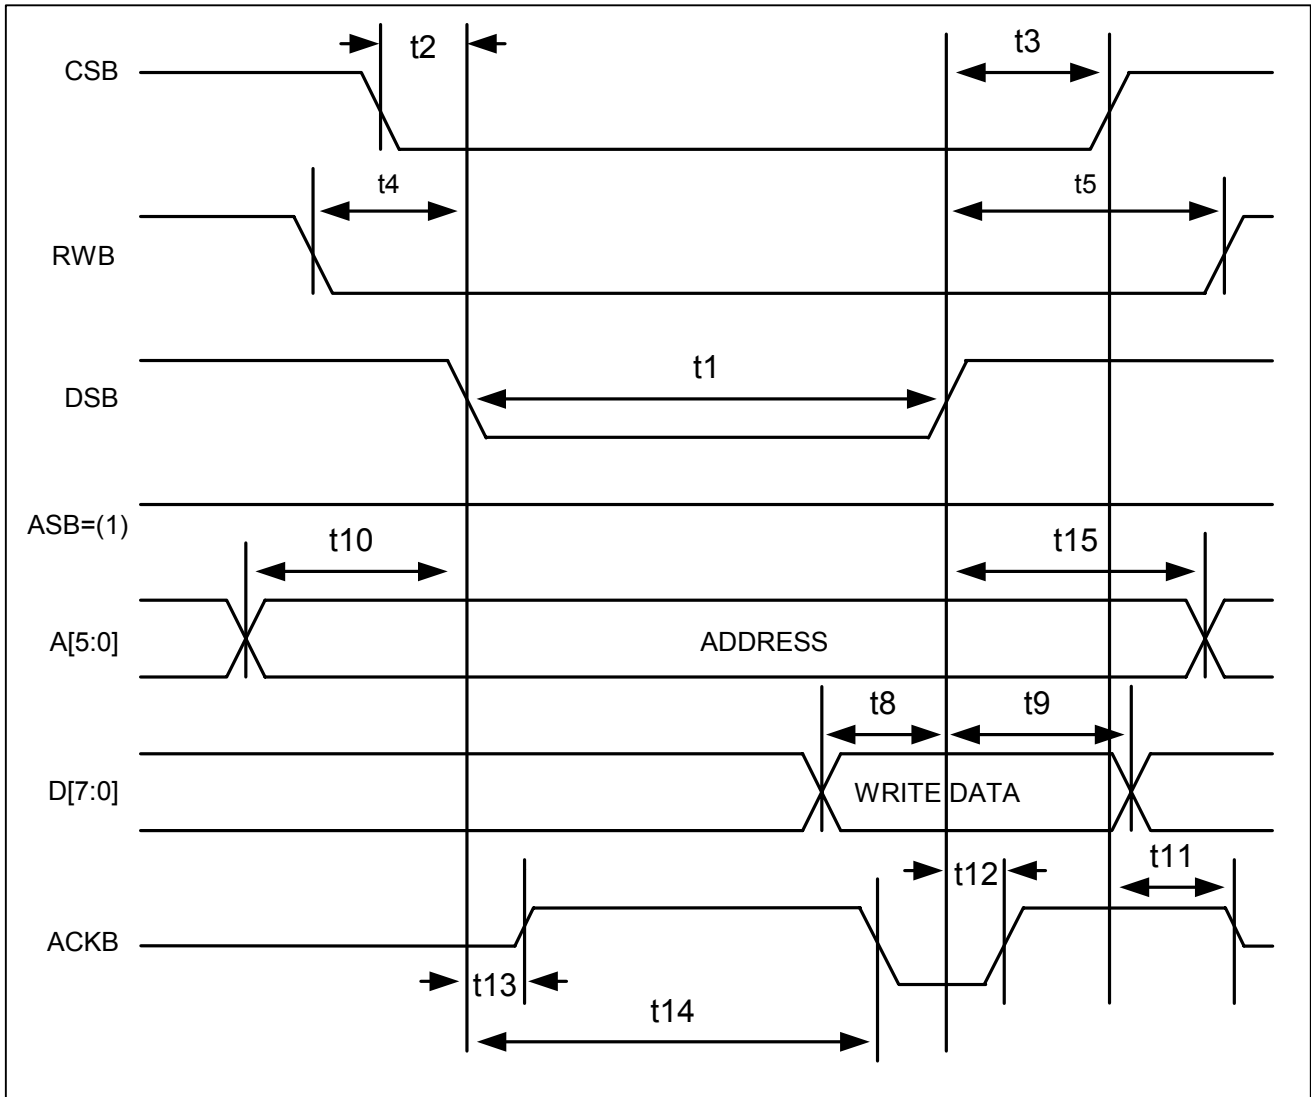 t2
t3
CSB
t4
t5
RWB
t1
DSB
ASB=(1)
t10
t15
A[5:0]
ADDRESS
t8
t9
D[7:0]
WRITE DATA
t12
t11
ACKB
t13
t14